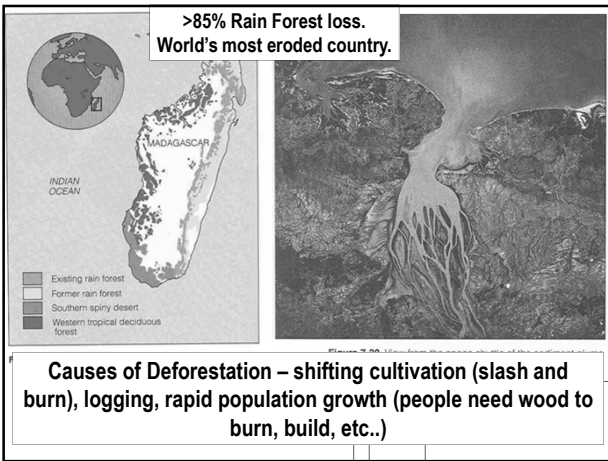 >85% Rain Forest loss.
World's most eroded country.
MADAGASCAR
INDIAN
OCEAN
Existing rain forest
Former rain forest
Southern spiny desert
Western tropical deciduous
forest
Causes of Deforestation – shifting cultivation (slash and
burn), logging, rapid population growth (people need wood to
burn, build, etc..)